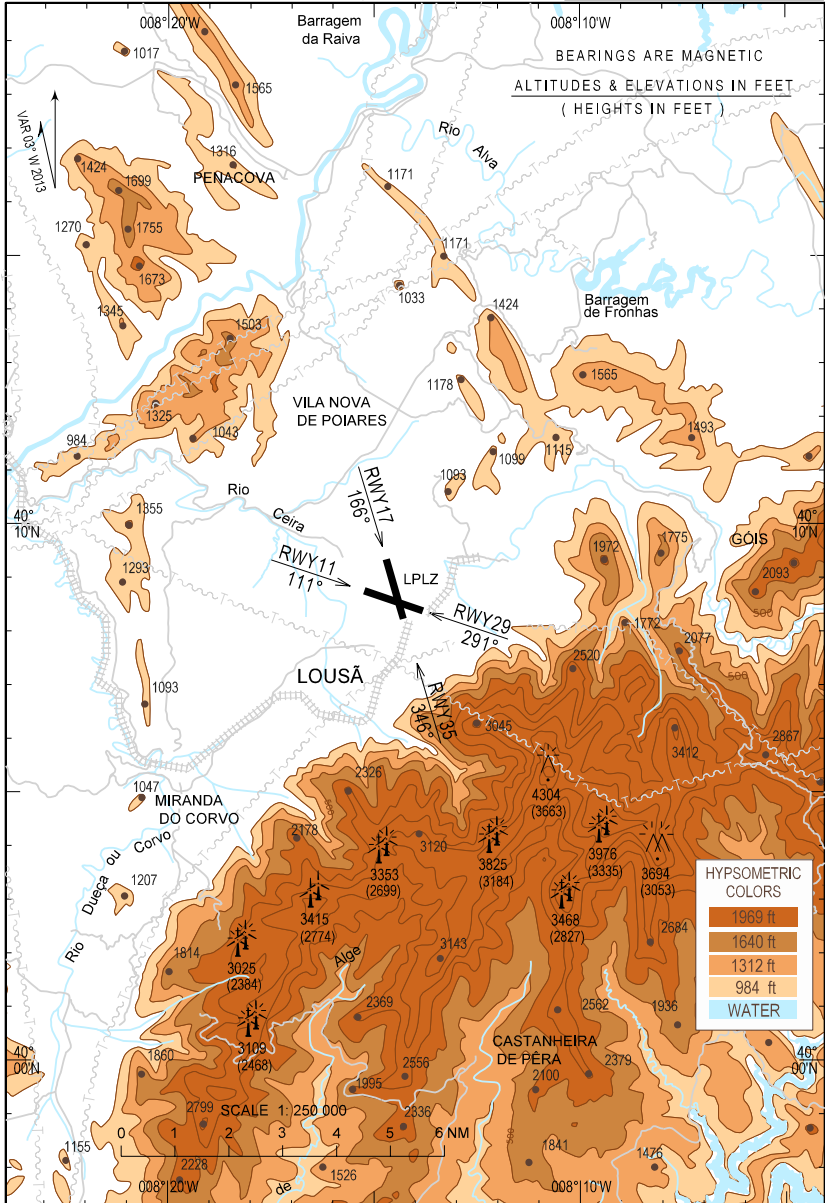 008° 20'W
Barragem
da Raiva
008° 10'W
1017
BEARINGS ARE MAGNETIC
ALTITUDES & ELEVATIONS IN FEET
( HEIGHTS IN FEET )
1565
VAR 03° W 2013
Rio Alva
1316
1424
PENACOVA
1171
1699
1755
1270
1171
1673
1033
Barragem
de Fronhas
1345
1424
1503
1178
1565
VILA NOVA
DE POIARES
1325
1043
1493
984
1115
1099
1093
RWY17
166°
Rio Ceira
1355
40°
10'N
40°
10'N
1775
GÓIS
RWY11
111°
1972
LPLZ
1293
2093
500
RWY29
291°
1772
2077
2520
LOUSÃ
500
RWY35
346°
1093
3045
3412
2867
2326
4304
(3663)
1047
500
MIRANDA
DO CORVO
2178
3120
3353
(2699)
3825
(3184)
3976
(3335)
3694
(3053)
HYPSOMETRIC
COLORS
1969 ft
1640 ft
1312 ft
984 ft
WATER
Rio Dueça ou Corvo
1207
3415
(2774)
3468
(2827)
2684
3025
(2384)
1814
Alge
3143
2369
2562
1936
3109
(2468)
CASTANHEIRA
DE PÊRA
40°
00'N
40°
00'N
1860
2556
2379
1995
2100
2799
SCALE 1: 250 000
2336
0 1 2 3 4 5 6 NM
500
1155
1841
1476
2228
1526
de
008° 20'W
008° 10'W